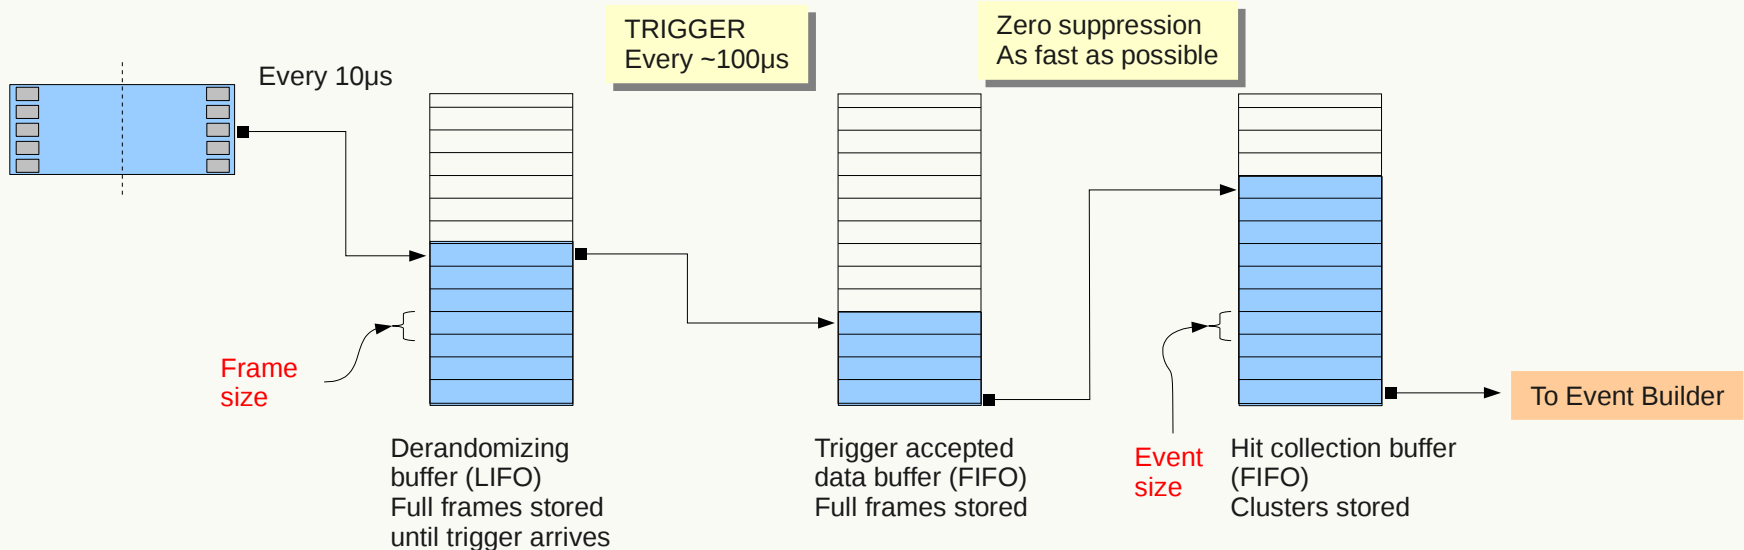 TRIGGER
Every ~100µs
Zero suppression
As fast as possible
Every 10µs
Frame
size
To Event Builder
Derandomizing
buffer (LIFO)
Full frames stored
until trigger arrives
Trigger accepted
data buffer (FIFO)
Full frames stored
Event
size
Hit collection buffer
(FIFO)
Clusters stored